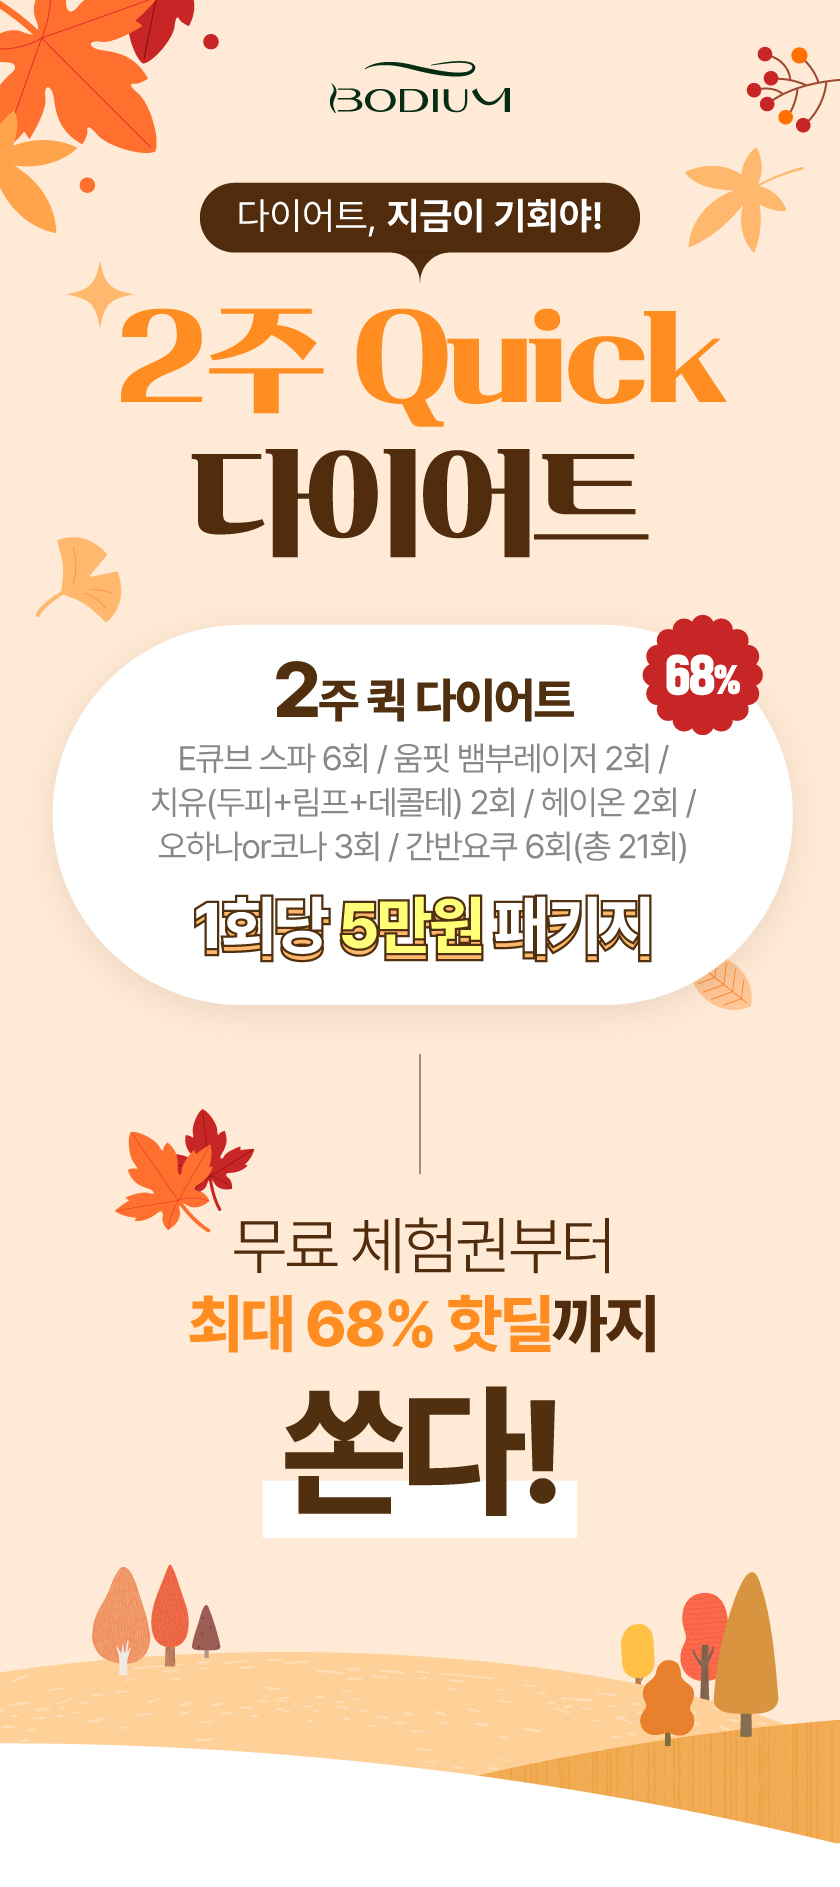 BODIUM
다이어트, 지금이 기회야!
2주 Quick
다이어트
68%
2주 퀵 다이어트
E큐브 스파 6회 / 움핏 뱀부레이저 2회 /
치유(두피+림프+데콜테) 2회 / 헤이온 2회 /
오하나or코나 3회 / 간반요쿠 6회(총 21회)
1회당 5만원 패키지
무료 체험권부터
최대 68% 핫딜까지
쏜다!